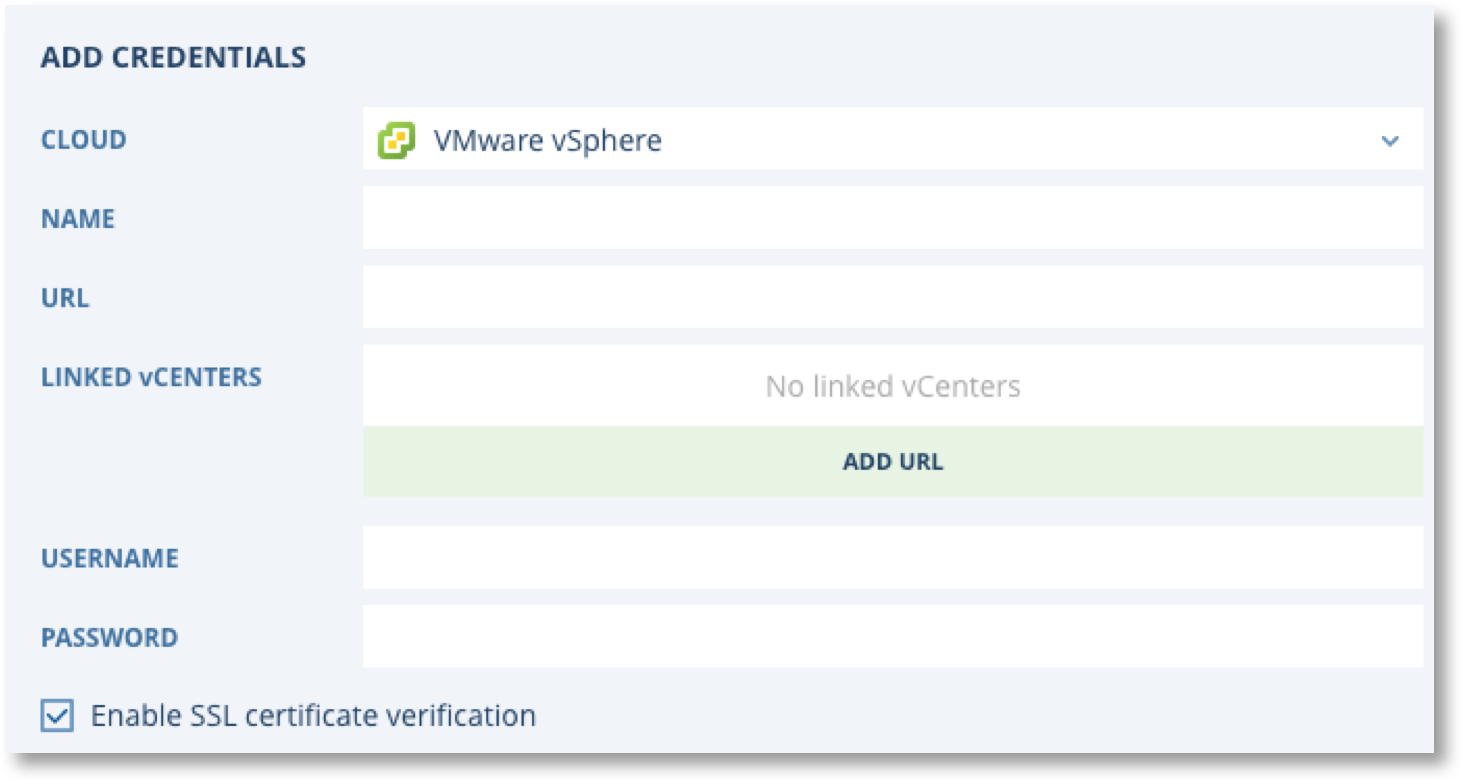 ADD CREDENTIALS
CLOUD VMware vSphere
NAME
URL
LINKED vCENTERS No linked vCenters
ADD URL
USERNAME
PASSWORD
Enable SSL certificate verification